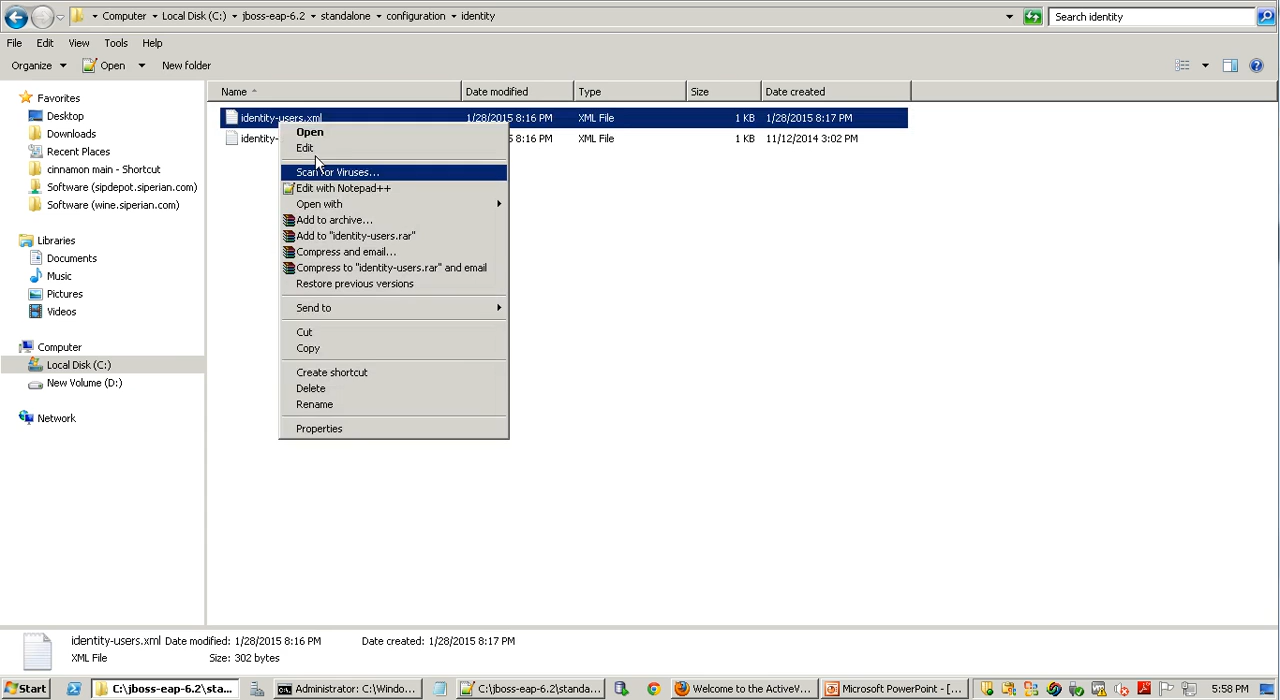 Computer ▸ Local Disk (C:) ▸ jboss-eap-6.2 ▸ standalone ▸ configuration ▸ identity
Search identity
File Edit View Tools Help
Organize Open New folder
Name Date modified Type Size Date created
Favorites
Desktop
Downloads
Recent Places
cinnamon main - Shortcut
Software (sipdepot.siperian.com)
Software (wine.siperian.com)
Libraries
Documents
Music
Pictures
Videos
Computer
Local Disk (C:)
New Volume (D:)
Network
identity-users.xml 1/28/2015 8:16 PM XML File 1 KB 1/28/2015 8:17 PM
identity- 5 8:16 PM XML File 1 KB 11/12/2014 3:02 PM
Open
Edit
Scan for Viruses...
Edit with Notepad++
Open with
Add to archive...
Add to "identity-users.rar"
Compress and email...
Compress to "identity-users.rar" and email
Restore previous versions
Send to
Cut
Copy
Create shortcut
Delete
Rename
Properties
identity-users.xml Date modified: 1/28/2015 8:16 PM Date created: 1/28/2015 8:17 PM
XML File Size: 302 bytes
Start C:\jboss-eap-6.2\sta... Administrator: C:\Windo... C:\jboss-eap-6.2\standa... Welcome to the ActiveV... Microsoft PowerPoint - [... 5:58 PM